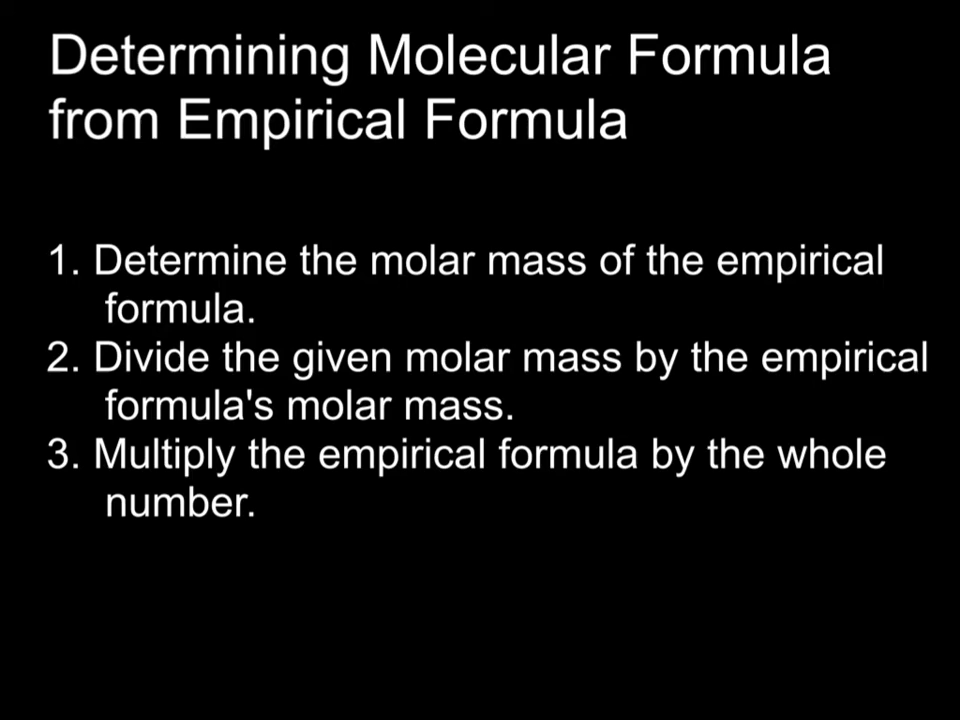 Determining Molecular Formula
from Empirical Formula
1. Determine the molar mass of the empirical
formula.
2. Divide the given molar mass by the empirical
formula's molar mass.
3. Multiply the empirical formula by the whole
number.